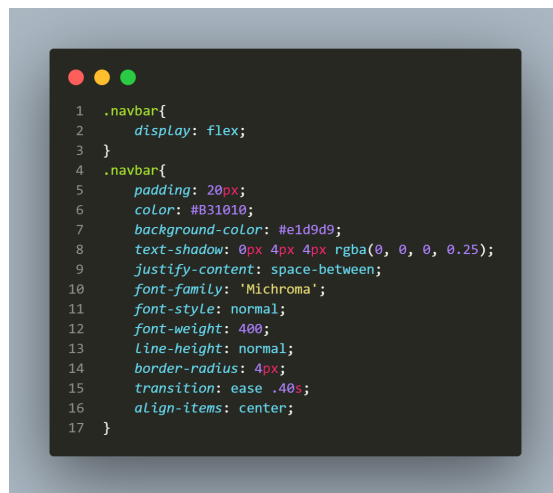 1 .navbar{
2 display: flex;
3 }
4 .navbar{
5 padding: 20px;
6 color: #B31010;
7 background-color: #e1d9d9;
8 text-shadow: 0px 4px 4px rgba(0, 0, 0, 0.25);
9 justify-content: space-between;
10 font-family: 'Michroma';
11 font-style: normal;
12 font-weight: 400;
13 line-height: normal;
14 border-radius: 4px;
15 transition: ease .40s;
16 align-items: center;
17 }